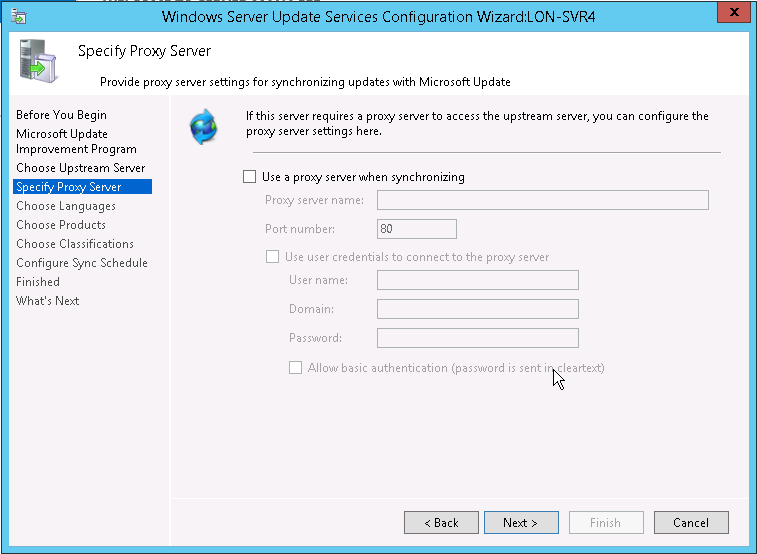 Windows Server Update Services Configuration Wizard:LON-SVR4
X
Specify Proxy Server
Provide proxy server settings for synchronizing updates with Microsoft Update
Before You Begin
Microsoft Update
Improvement Program
Choose Upstream Server
Specify Proxy Server
Choose Languages
Choose Products
Choose Classifications
Configure Sync Schedule
Finished
What's Next
If this server requires a proxy server to access the upstream server, you can configure the
proxy server settings here.
Use a proxy server when synchronizing
Proxy server name:
Port number: 80
Use user credentials to connect to the proxy server
User name:
Domain:
Password:
Allow basic authentication (password is sent in cleartext)
< Back Next > Finish Cancel